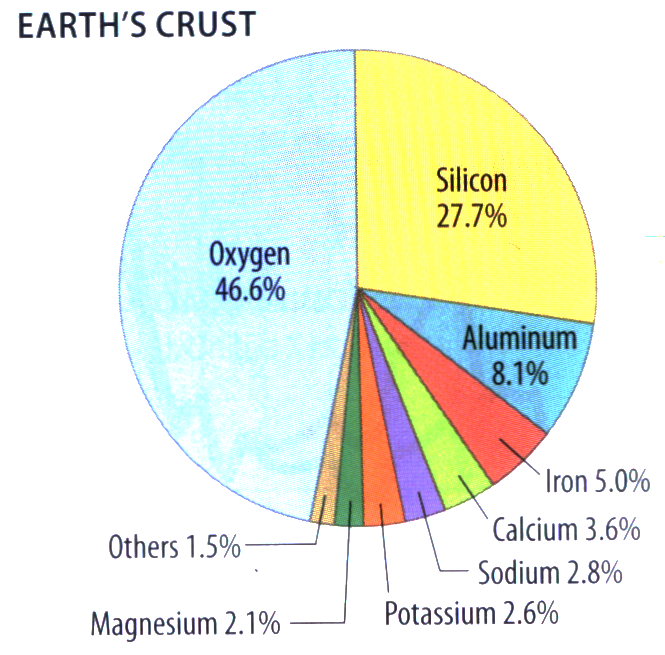 EARTH'S CRUST
Silicon
27.7%
Oxygen
46.6%
Aluminum
8.1%
Iron 5.0%
Calcium 3.6%
Sodium 2.8%
Potassium 2.6%
Magnesium 2.1%
Others 1.5%